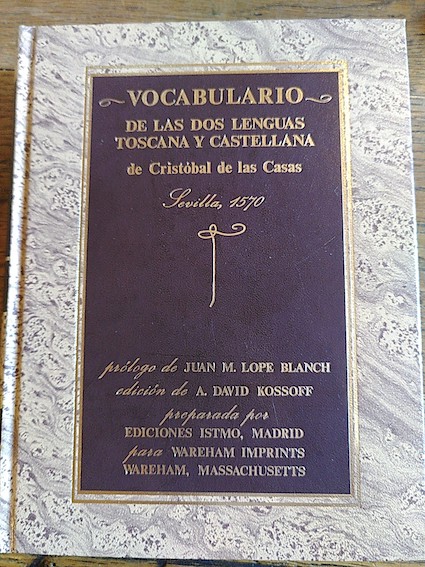 VOCABULARIO
DE LAS DOS LENGUAS
TOSCANA Y CASTELLANA
de Cristóbal de las Casas
Sevilla, 1570
prólogo de JUAN M. LOPE BLANCH
edición de A. DAVID KOSSOFF
preparada por
EDICIONES ISTMO, MADRID
para WAREHAM IMPRINTS
WAREHAM, MASSACHUSETTS